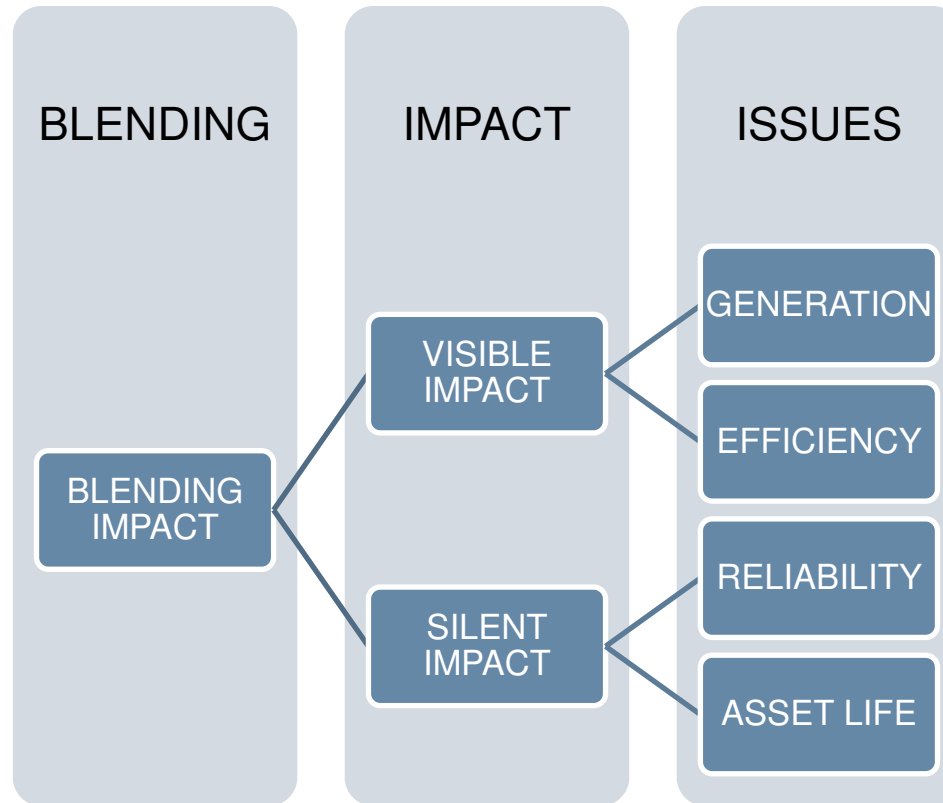 BLENDING
IMPACT
ISSUES
BLENDING
IMPACT
VISIBLE
IMPACT
SILENT
IMPACT
GENERATION
EFFICIENCY
RELIABILITY
ASSET LIFE